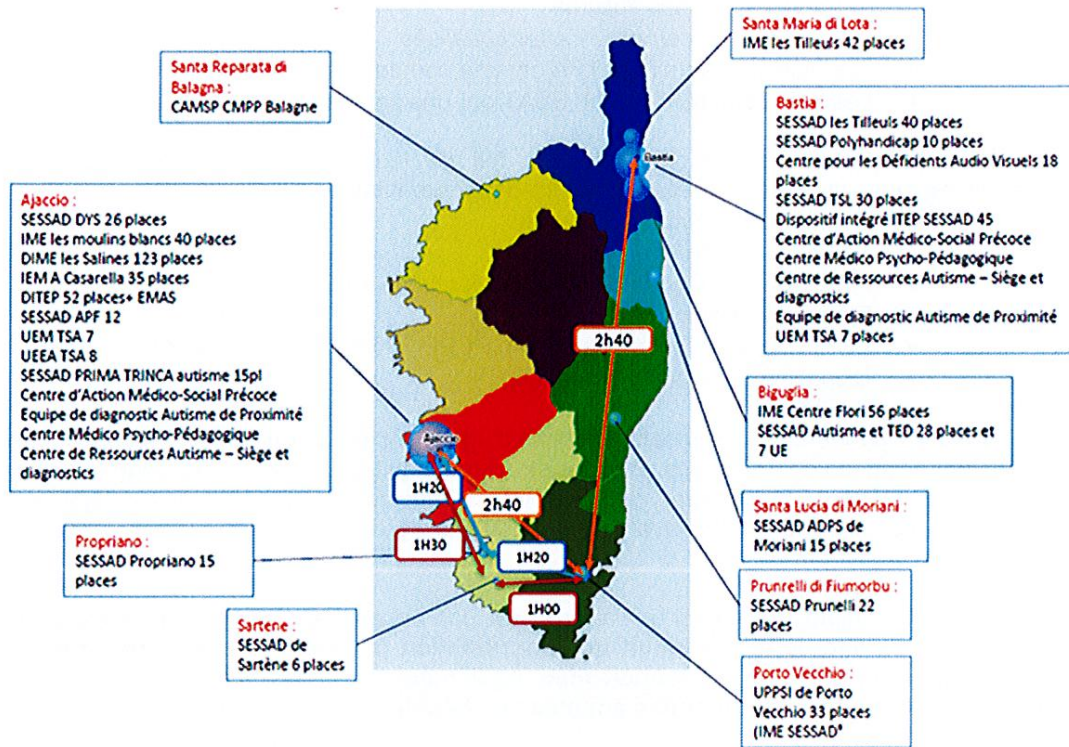 Santa Maria di Lota :
IME les Tilleuls 42 places
Santa Reparata di
Balagna :
CAMSP CMPP Balagne
Bastia :
SESSAD les Tilleuls 40 places
SESSAD Polyhandicap 10 places
Centre pour les Déficients Audio Visuels 18
places
SESSAD TSL 30 places
Dispositif intégré ITEP SESSAD 45
Centre d'Action Médico-Social Précoce
Centre Médico Psycho-Pédagogique
Centre de Ressources Autisme – Siège et
diagnostics
Equipe de diagnostic Autisme de Proximité
UEM TSA 7 places
Bastia
Ajaccio :
SESSAD DYS 26 places
IME les moulins blancs 40 places
DIME les Salines 123 places
IEM A Casarella 35 places
DITEP 52 places+ EMAS
SESSAD APF 12
UEM TSA 7
UEEA TSA 8
SESSAD PRIMA TRINCA autisme 15pl
Centre d'Action Médico-Social Précoce
Equipe de diagnostic Autisme de Proximité
Centre Médico Psycho-Pédagogique
Centre de Ressources Autisme – Siège et
diagnostics
2h40
Biguglia :
IME Centre Flori 56 places
SESSAD Autisme et TED 28 places et
7 UE
Ajaccio
1H20
2h40
1H30
1H20
1H00
Santa Lucia di Moriani :
SESSAD ADPS de
Moriani 15 places
Propriano :
SESSAD Propriano 15
places
Prunrelli di Fiumorbu :
SESSAD Prunelli 22
places
Sartene :
SESSAD de
Sartène 6 places
Porto Vecchio :
UPPSI de Porto
Vecchio 33 places
(IME SESSAD°